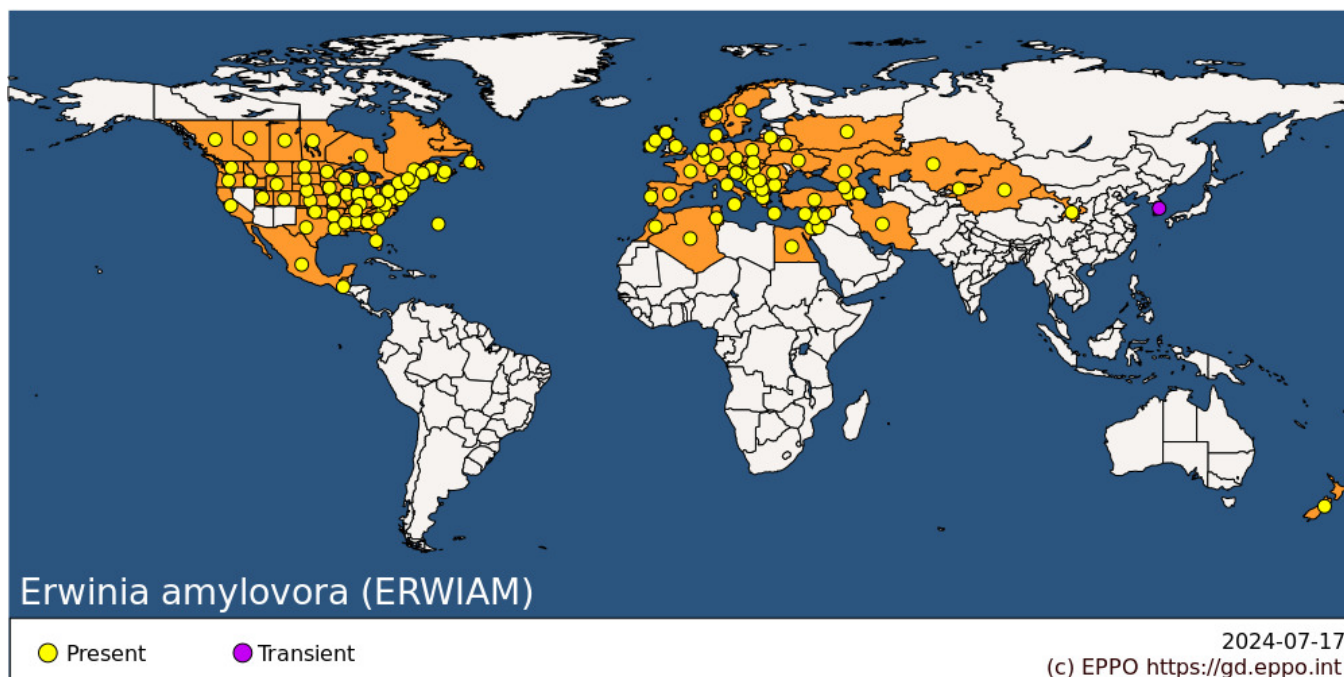 Erwinia amylovora (ERWIAM)
Present
Transient
2024-07-17
(c) EPPO https://gd.eppo.int